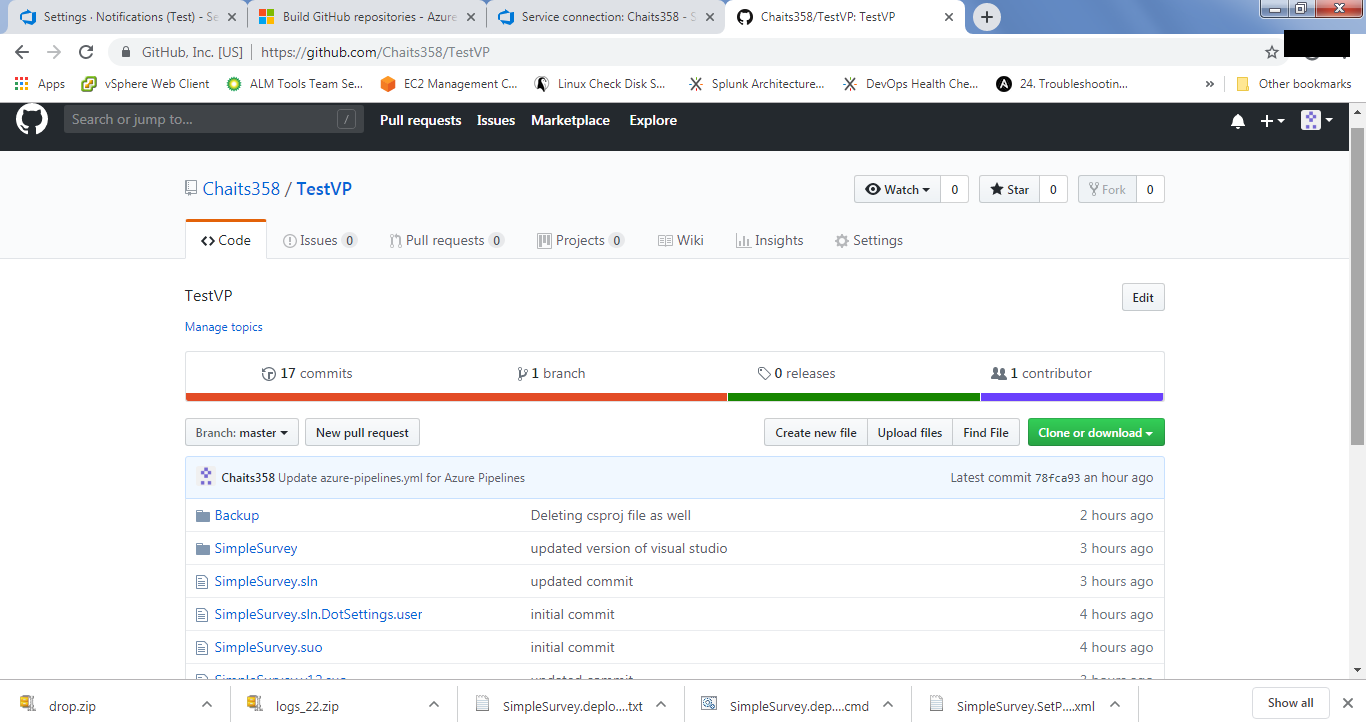 Settings · Notifications (Test) - Se
Build GitHub repositories - Azure
Service connection: Chaits358 - S
Chaits358/TestVP: TestVP
GitHub, Inc. [US] https://github.com/Chaits358/TestVP
Apps vSphere Web Client ALM Tools Team Se... EC2 Management C... Linux Check Disk S... Splunk Architecture... DevOps Health Che... 24. Troubleshootin... » Other bookmarks
Search or jump to... / Pull requests Issues Marketplace Explore
Chaits358 / TestVP Watch 0 Star 0 Fork 0
Code Issues 0 Pull requests 0 Projects 0 Wiki Insights Settings
TestVP Edit
Manage topics
17 commits 1 branch 0 releases 1 contributor
Branch: master New pull request Create new file Upload files Find File Clone or download
Chaits358 Update azure-pipelines.yml for Azure Pipelines Latest commit 78fca93 an hour ago
Backup Deleting csproj file as well 2 hours ago
SimpleSurvey updated version of visual studio 3 hours ago
SimpleSurvey.sln updated commit 3 hours ago
SimpleSurvey.sln.DotSettings.user initial commit 4 hours ago
SimpleSurvey.suo initial commit 4 hours ago
SimpleSurvey.v12.suo updated commit 3 hours ago
drop.zip logs_22.zip SimpleSurvey.deplo....txt SimpleSurvey.dep....cmd SimpleSurvey.SetP....xml Show all